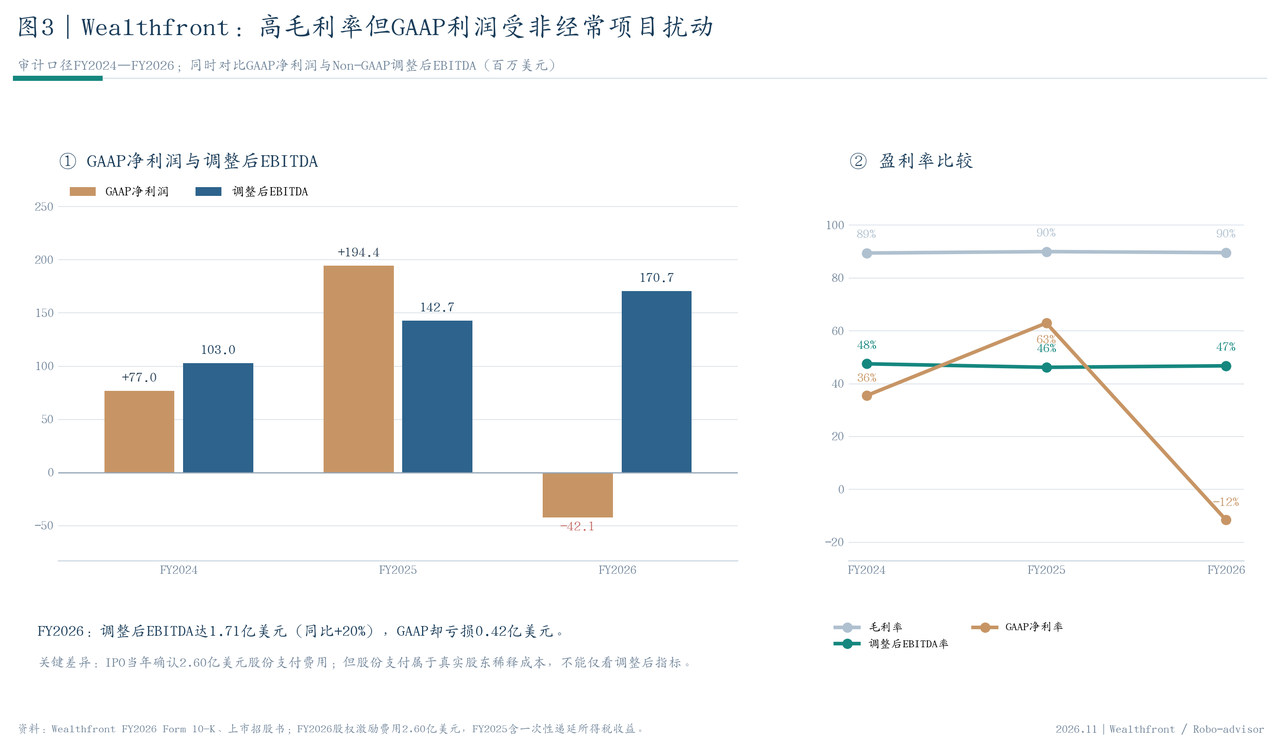 图3｜Wealthfront：高毛利率但GAAP利润受非经常项目扰动
审计口径FY2024—FY2026；同时对比GAAP净利润与Non-GAAP调整后EBITDA（百万美元）
① GAAP净利润与调整后EBITDA
GAAP净利润 调整后EBITDA
250
200
150
100
50
0
−50
+77.0
103.0
+194.4
142.7
−42.1
170.7
FY2024 FY2025 FY2026
② 盈利率比较
100
80
60
40
20
0
−20
89% 90% 90%
48% 46% 47%
36% 63% −12%
FY2024 FY2025 FY2026
毛利率 GAAP净利率
调整后EBITDA率
FY2026：调整后EBITDA达1.71亿美元（同比+20%），GAAP却亏损0.42亿美元。
关键差异：IPO当年确认2.60亿美元股份支付费用；但股份支付属于真实股东稀释成本，不能仅看调整后指标。
资料：Wealthfront FY2026 Form 10-K、上市招股书；FY2026股权激励费用2.60亿美元，FY2025含一次性递延所得税收益。
2026.11｜Wealthfront / Robo-advisor